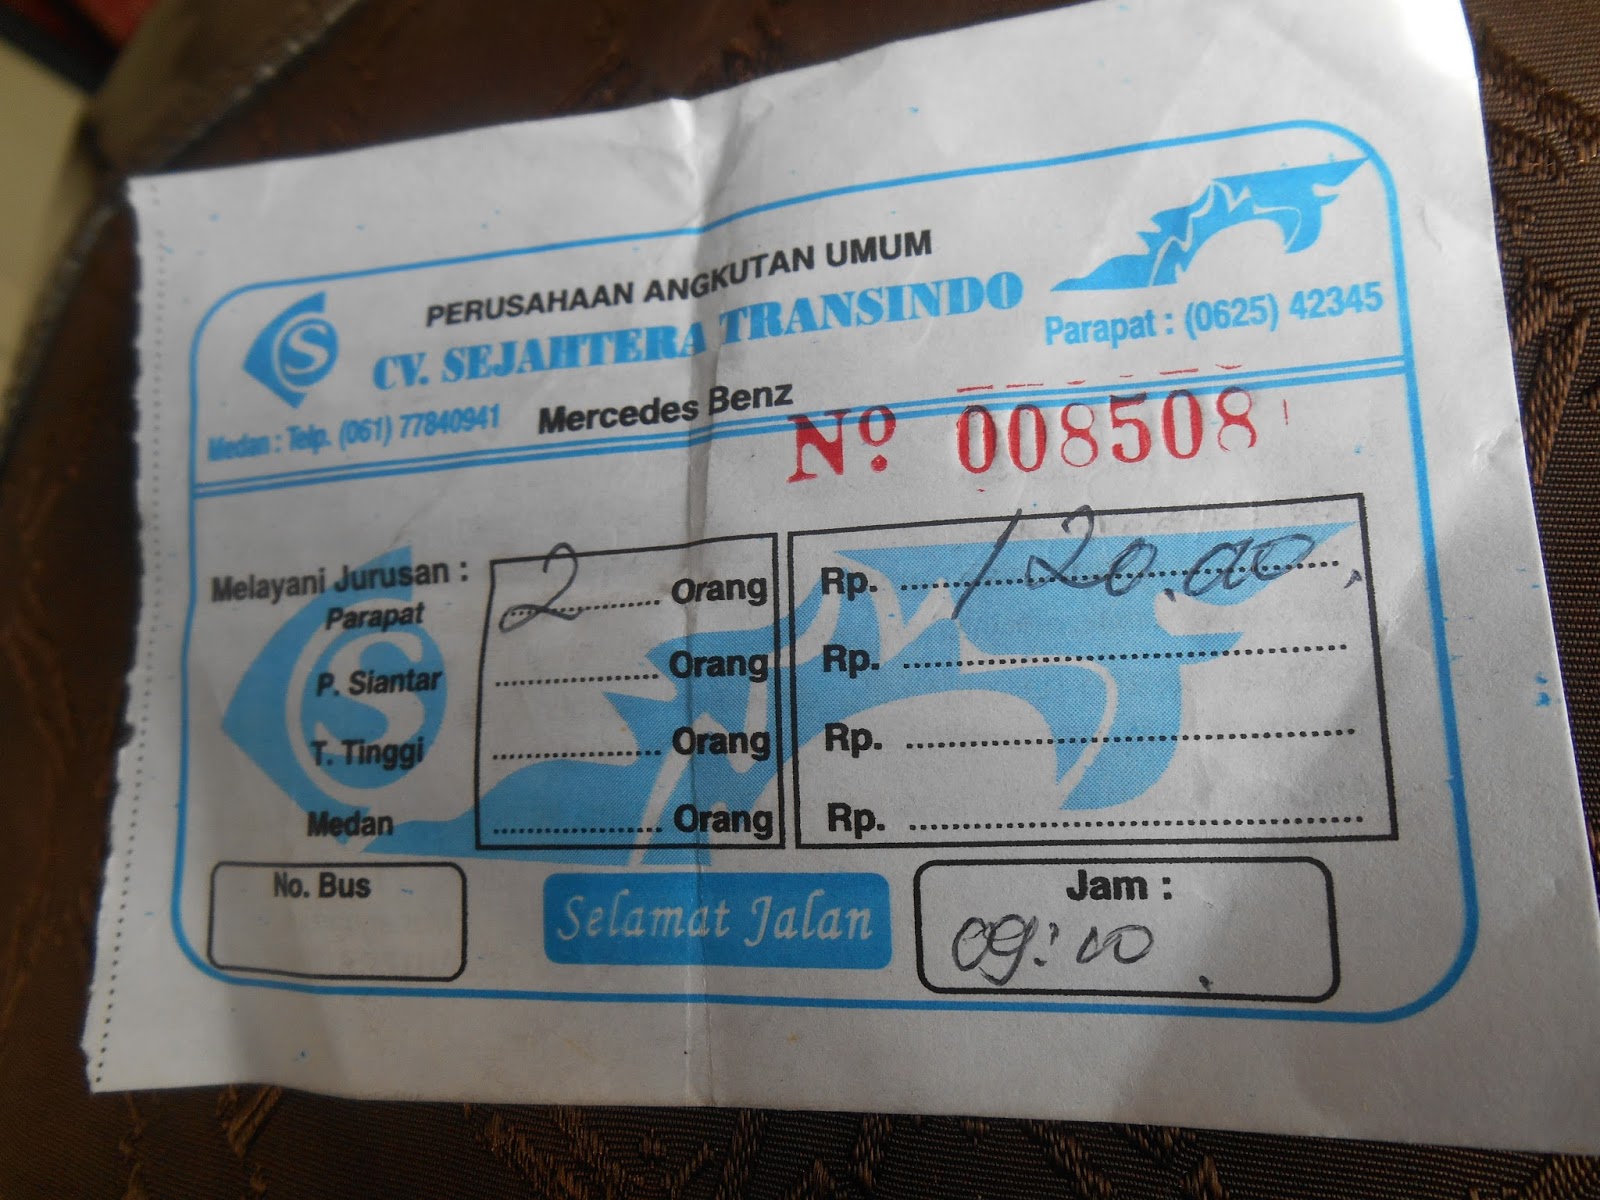 PERUSAHAAN ANGKUTAN UMUM
CV. SEJAHTERA TRANSINDO
Parapat : (0625) 42345
Medan : Telp. (061) 77840941
Mercedes Benz
No. 008508
Melayani Jurusan :
Parapat 2 Orang Rp. 120.000,
P. Siantar Orang Rp.
T. Tinggi Orang Rp.
Medan Orang Rp.
No. Bus
Selamat Jalan
Jam :
09:00
S
S